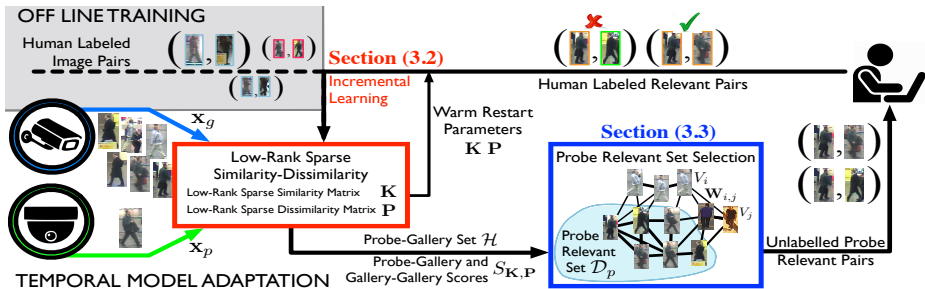 OFF LINE TRAINING
Human Labeled
Image Pairs
Section (3.2)
Incremental
Learning
Human Labeled Relevant Pairs
Warm Restart
Parameters
K P
x_g
Low-Rank Sparse
Similarity-Dissimilarity
Low-Rank Sparse Similarity Matrix K
Low-Rank Sparse Dissimilarity Matrix P
x_p
TEMPORAL MODEL ADAPTATION
Probe-Gallery Set H
Probe-Gallery and
Gallery-Gallery Scores S_{K,P}
Section (3.3)
Probe Relevant Set Selection
V_i
W_{i,j}
V_j
Probe
Relevant
Set D_p
Unlabelled Probe
Relevant Pairs